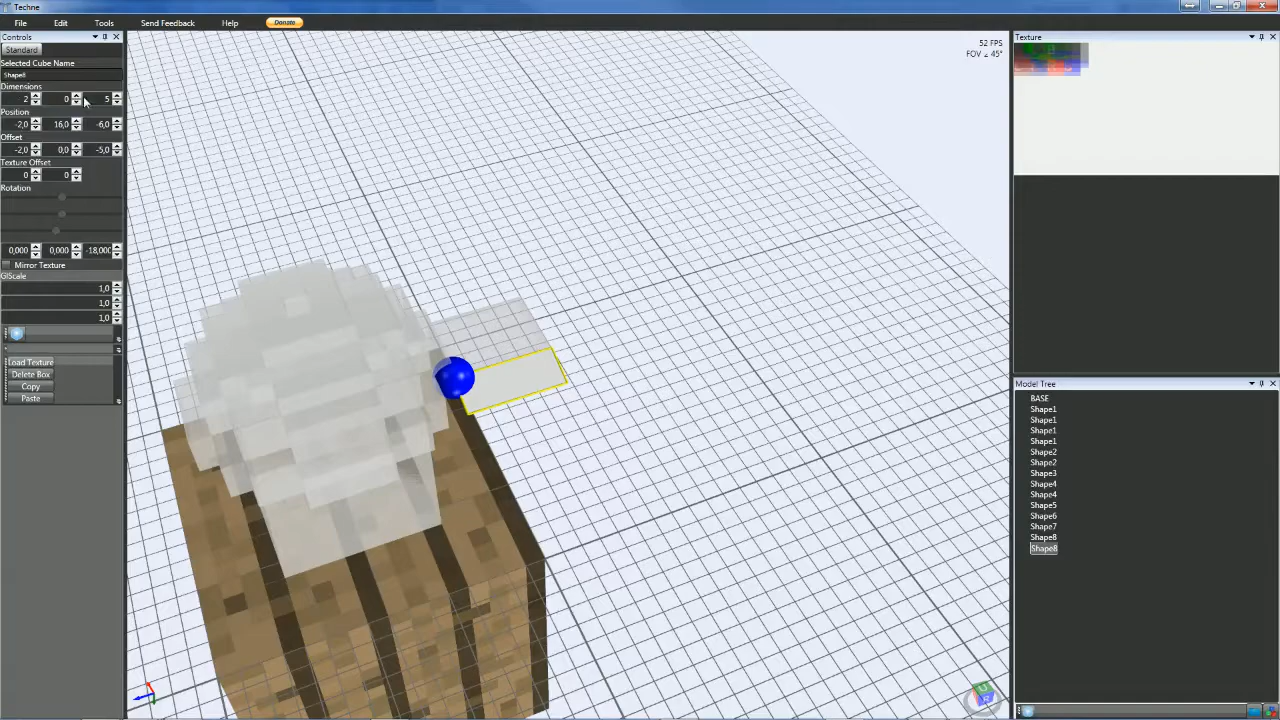 Techne
File Edit Tools Send Feedback Help Donate
Controls
Standard
Selected Cube Name
Shape8
Dimensions
2 0 5
Position
-2,0 16,0 -6,0
Offset
-2,0 0,0 -5,0
Texture Offset
0 0
Rotation
0,000 0,000 -18,000
Mirror Texture
GlScale
1,0
1,0
1,0
Load Texture
Delete Box
Copy
Paste
52 FPS
FOV ∠ 45°
Texture
Model Tree
BASE
Shape1
Shape1
Shape1
Shape1
Shape2
Shape2
Shape3
Shape4
Shape4
Shape5
Shape6
Shape7
Shape8
Shape8